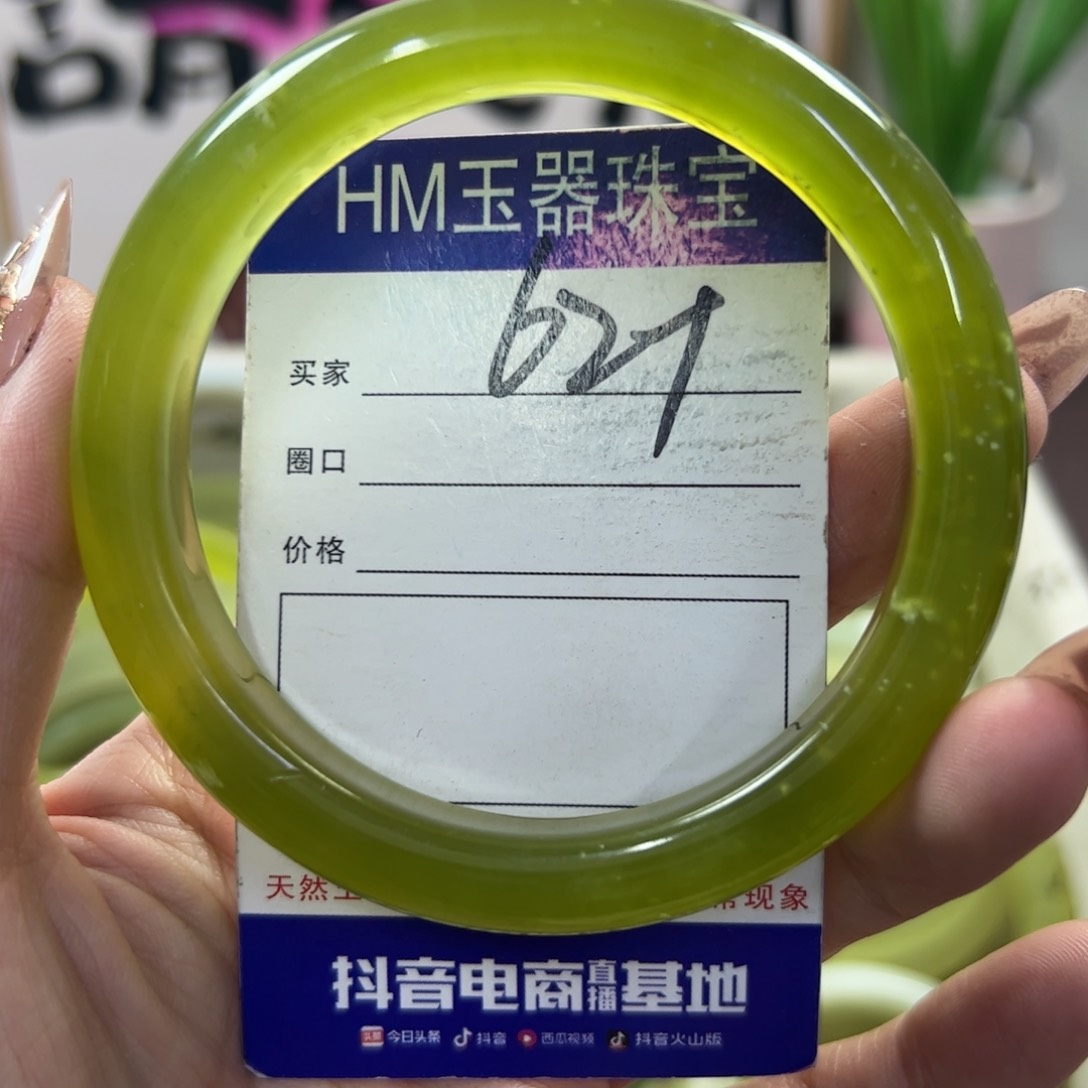 HM玉器珠宝
627
买家
圈口
价格
天然
常现象
抖音电商直播基地
今日头条 抖音 西瓜视频 抖音火山版